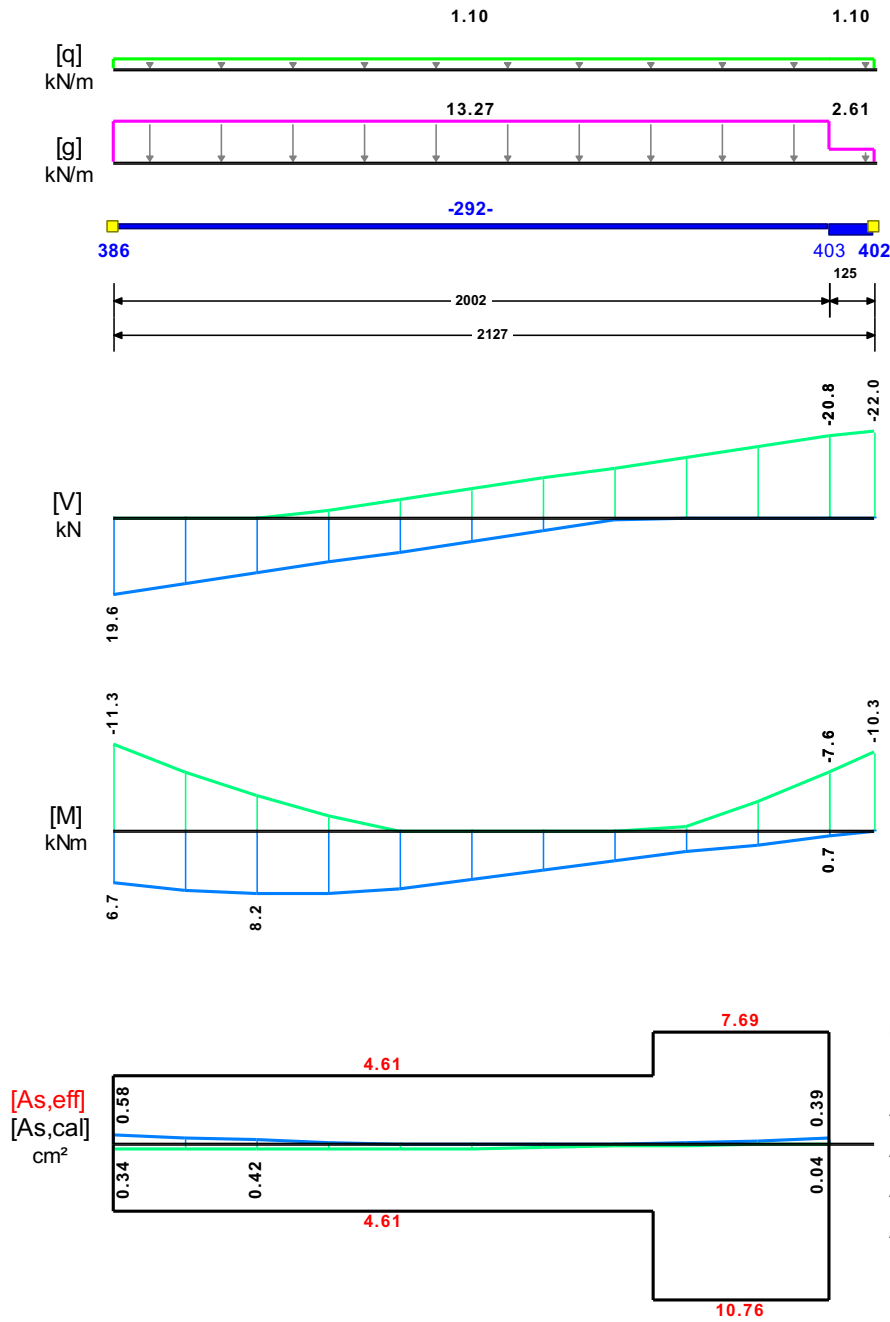 1.10 1.10
[q]
kN/m
13.27 2.61
[g]
kN/m
-292-
386 403 402
125
2002
2127
-20.8
-22.0
[V]
kN
19.6
-11.3
-7.6
-10.3
[M]
kNm
6.7
8.2
0.7
7.69
4.61
[As,eff]
[As,cal]
cm²
0.58
0.39
0.34
0.42
0.04
4.61
10.76